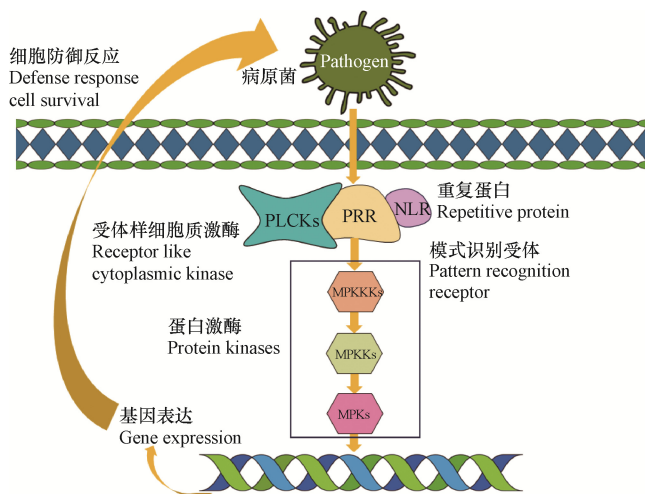 细胞防御反应
Defense response
cell survival
病原菌
Pathogen
PLCKs
PRR
NLR
重复蛋白
Repetitive protein
受体样细胞质激酶
Receptor like
cytoplasmic kinase
模式识别受体
Pattern recognition
receptor
MPKKKs
蛋白激酶
Protein kinases
MPKKs
MPKs
基因表达
Gene expression